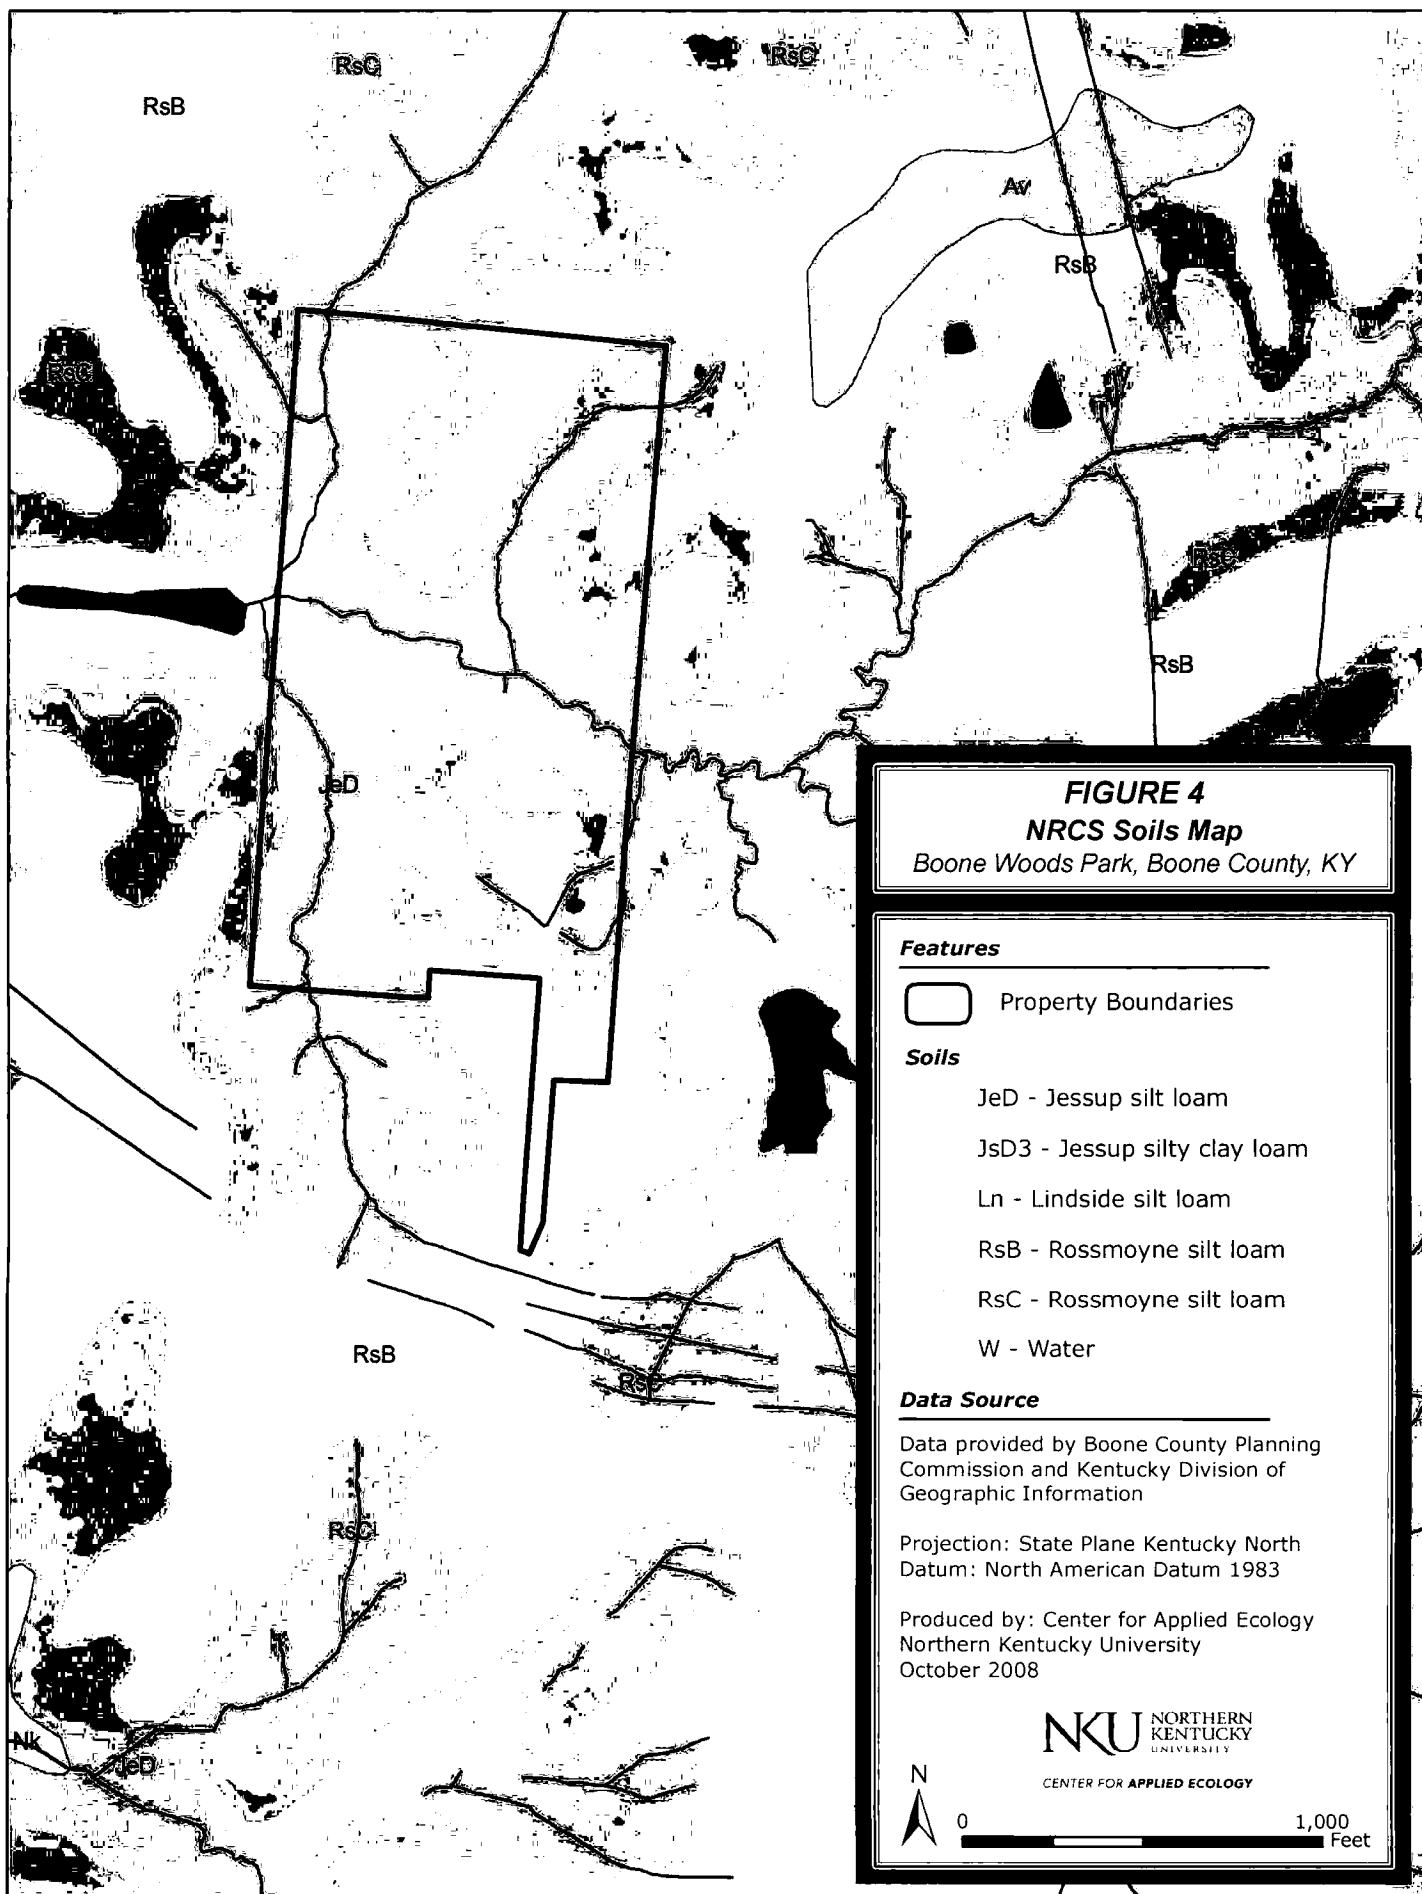 RsC
RsC
RsB
Av
RsB
RsC
RsC
RsB
JeD
RsB
RsC
RsC
Nk
JeD
FIGURE 4
NRCS Soils Map
Boone Woods Park, Boone County, KY
Features
Property Boundaries
Soils
JeD - Jessup silt loam
JsD3 - Jessup silty clay loam
Ln - Lindside silt loam
RsB - Rossmoyne silt loam
RsC - Rossmoyne silt loam
W - Water
Data Source
Data provided by Boone County Planning
Commission and Kentucky Division of
Geographic Information
Projection: State Plane Kentucky North
Datum: North American Datum 1983
Produced by: Center for Applied Ecology
Northern Kentucky University
October 2008
NKU NORTHERN
KENTUCKY
UNIVERSITY
CENTER FOR APPLIED ECOLOGY
N
0 1,000
Feet